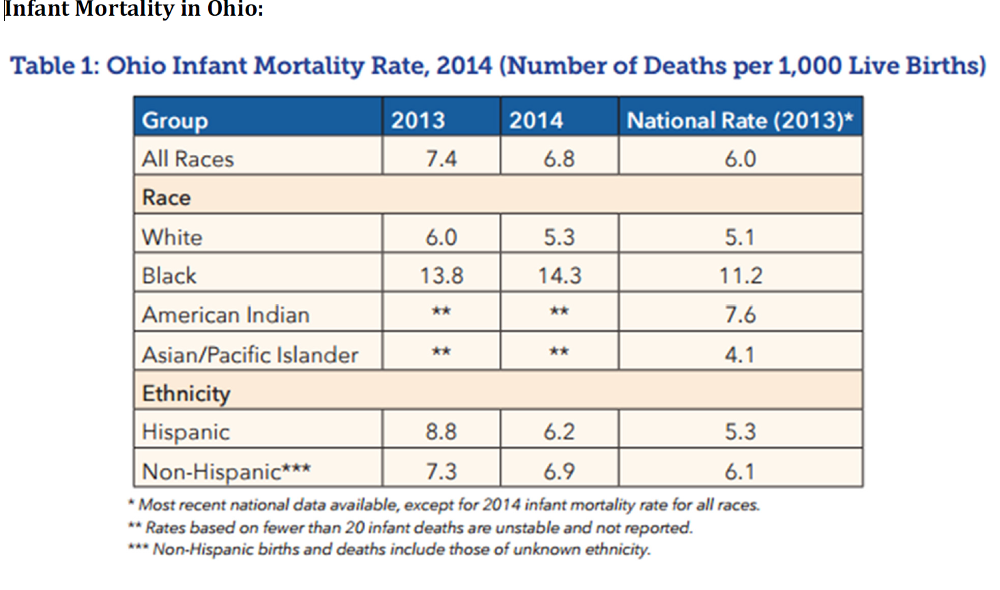 Infant Mortality in Ohio:
Table 1: Ohio Infant Mortality Rate, 2014 (Number of Deaths per 1,000 Live Births)
Group 2013 2014 National Rate (2013)*
All Races 7.4 6.8 6.0
Race
White 6.0 5.3 5.1
Black 13.8 14.3 11.2
American Indian ** ** 7.6
Asian/Pacific Islander ** ** 4.1
Ethnicity
Hispanic 8.8 6.2 5.3
Non-Hispanic*** 7.3 6.9 6.1
* Most recent national data available, except for 2014 infant mortality rate for all races.
** Rates based on fewer than 20 infant deaths are unstable and not reported.
*** Non-Hispanic births and deaths include those of unknown ethnicity.